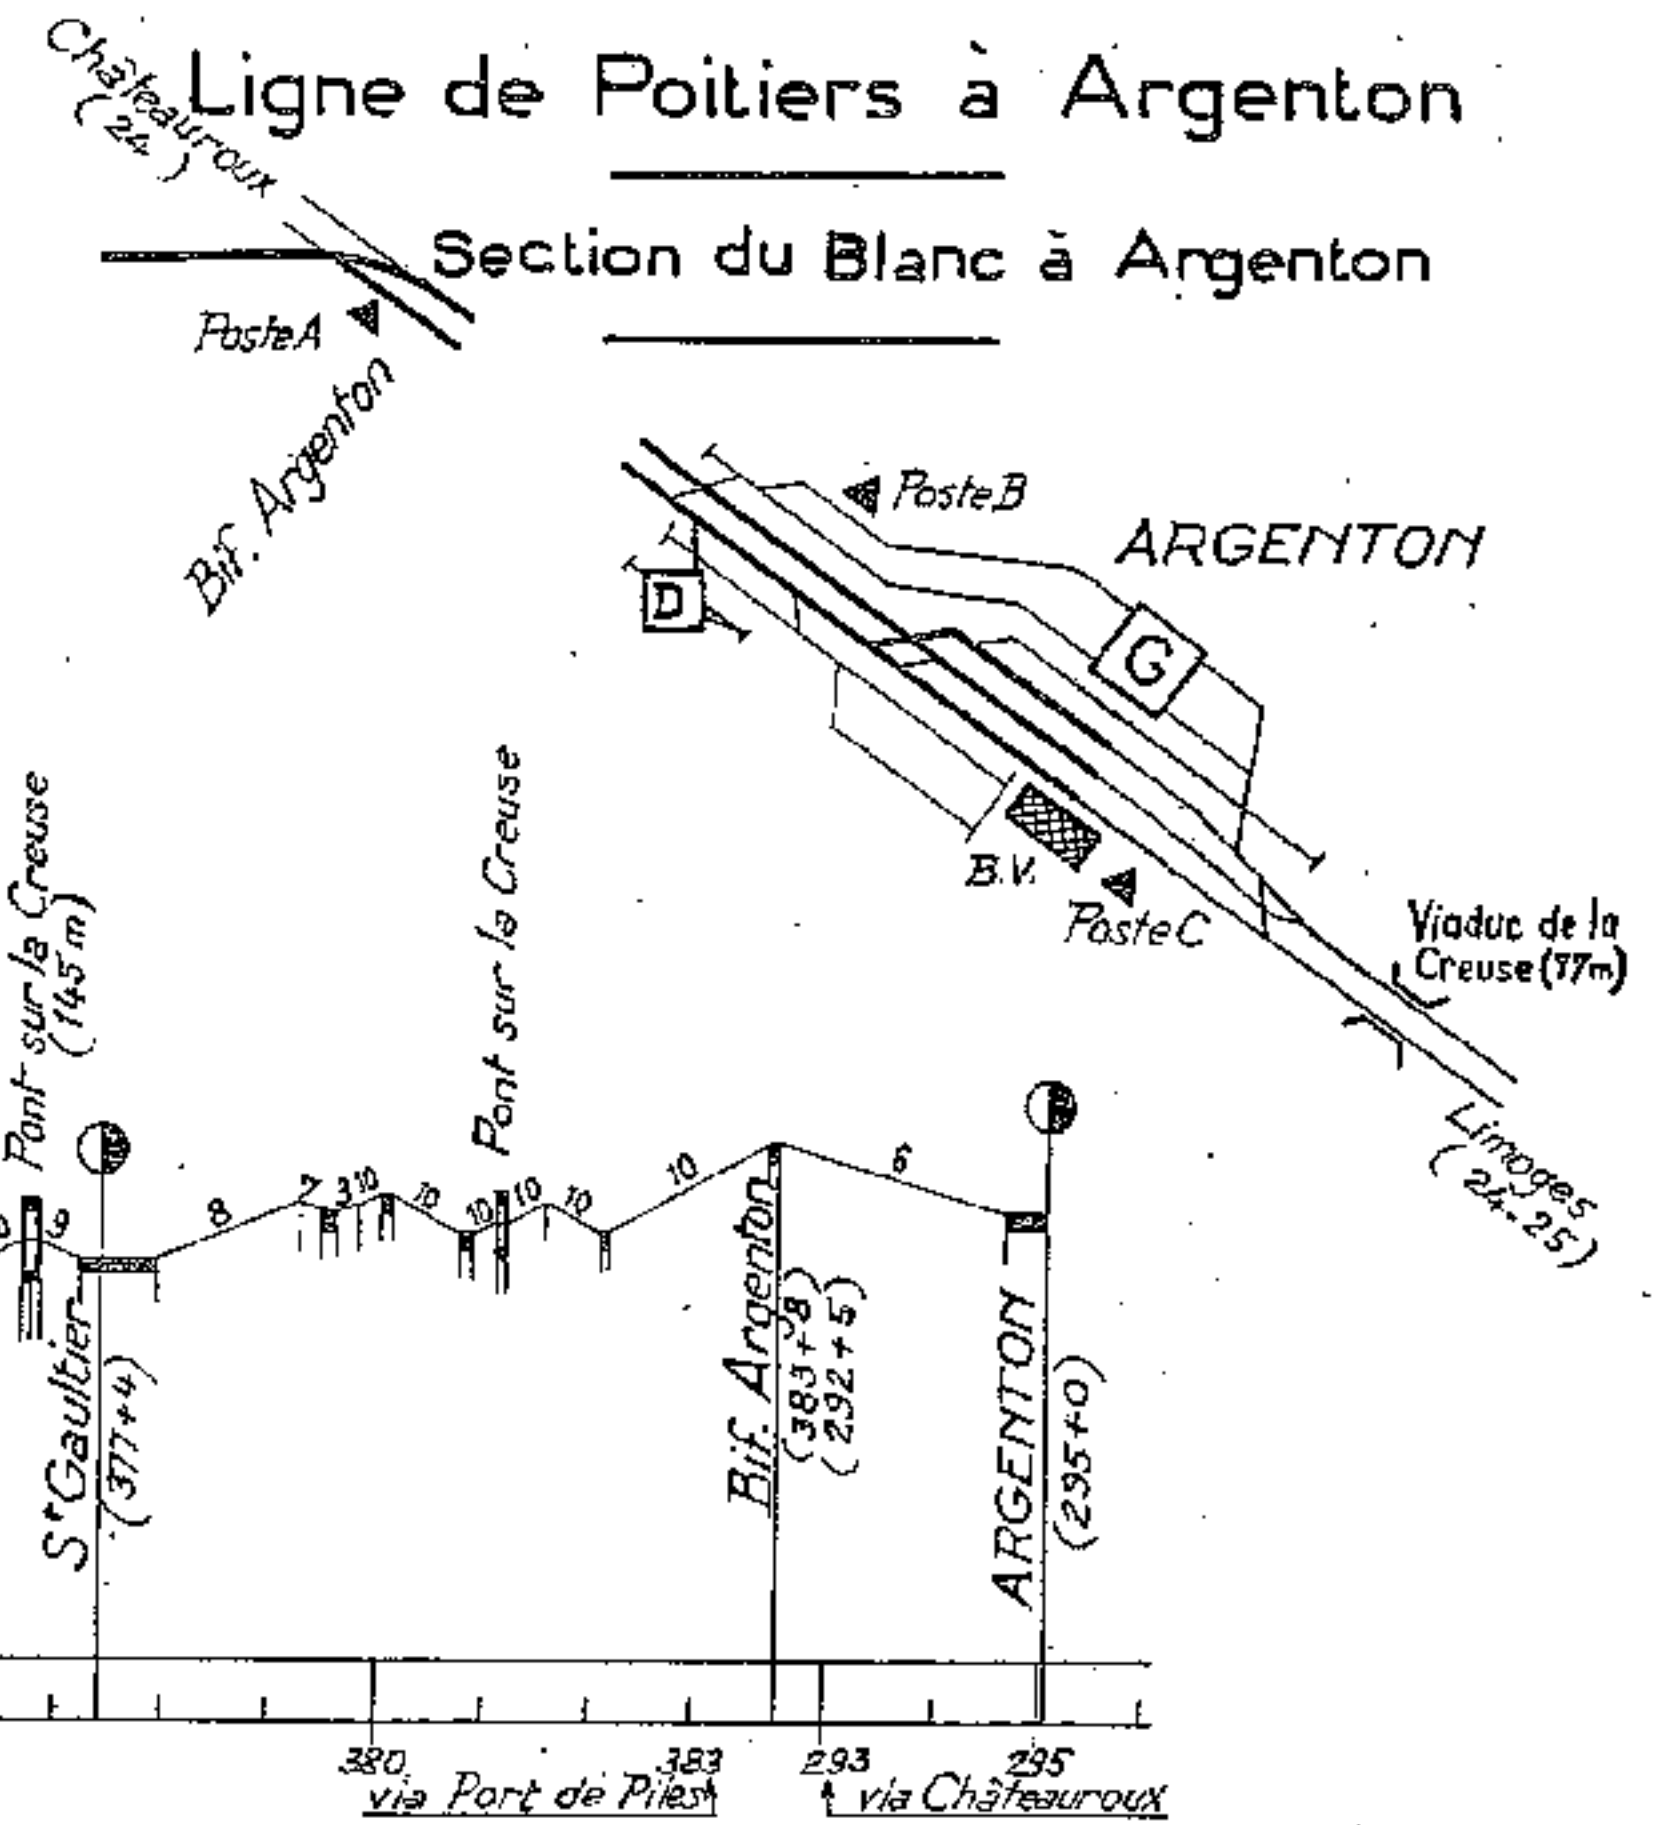 Ligne de Poitiers à Argenton
Châteauroux
(24)
Section du Blanc à Argenton
Poste A
Bif. Argenton
Poste B
ARGENTON
D
G
B.V.
Poste C
Viaduc de la
Creuse (77m)
Limoges
(24-25)
Pont sur la Creuse
(145m)
Pont sur la Creuse
9
8
7
3
10
10
10
10
10
10
6
St Gaultier
(377+4)
Bif. Argenton
(383+8)
(292+5)
ARGENTON
(295+0)
380
383
293
295
via Port de Piles
via Châteauroux